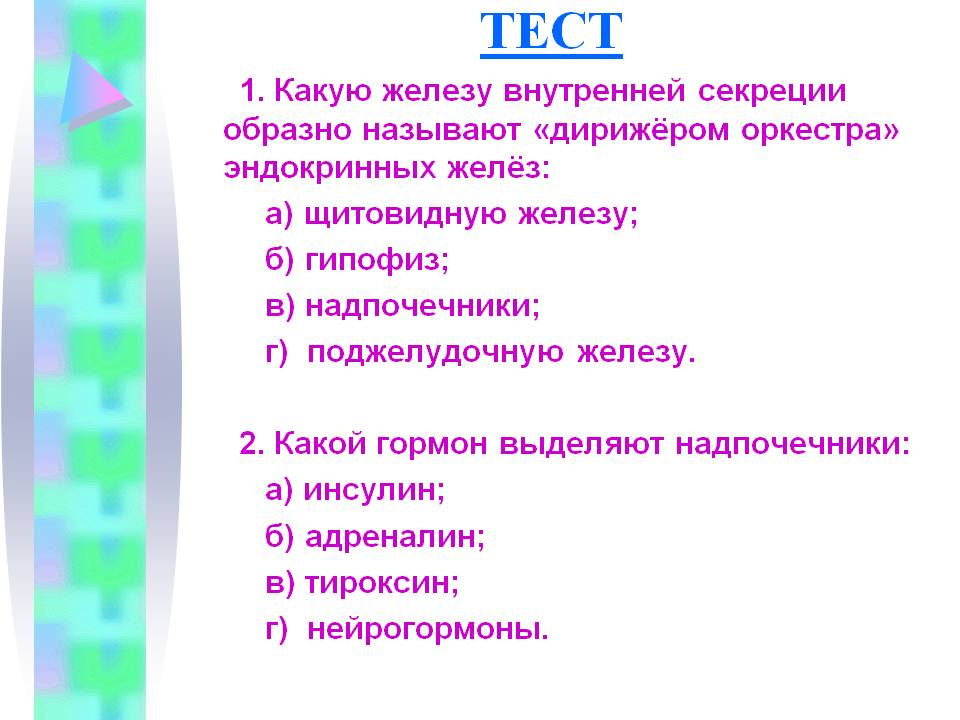 ТЕСТ
1. Какую железу внутренней секреции
образно называют «дирижёром оркестра»
эндокринных желёз:
а) щитовидную железу;
б) гипофиз;
в) надпочечники;
г) поджелудочную железу.
2. Какой гормон выделяют надпочечники:
а) инсулин;
б) адреналин;
в) тироксин;
г) нейрогормоны.